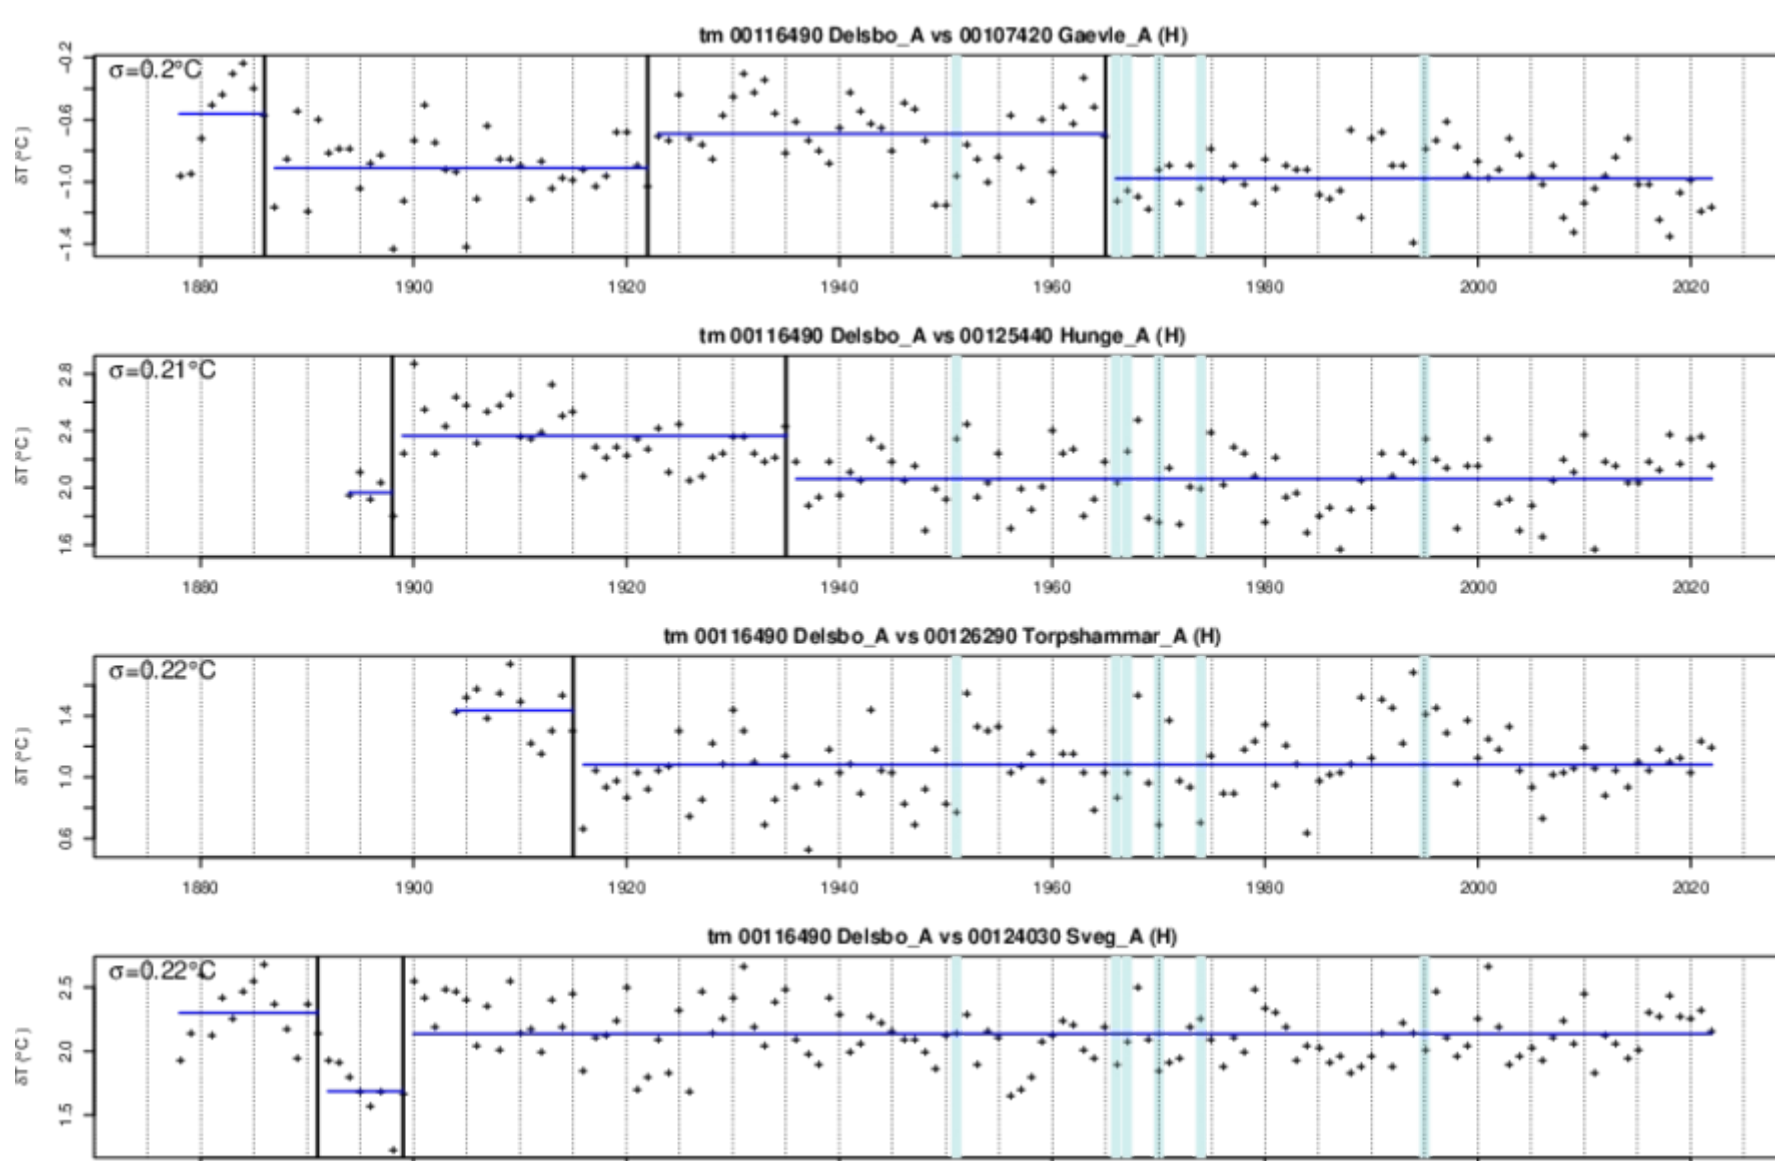 tm 00116490 Delsbo_A vs 00107420 Gaevle_A (H)
σ=0.2°C
δT (°C)
-0.2
-0.6
-1.0
-1.4
1880 1900 1920 1940 1960 1980 2000 2020
tm 00116490 Delsbo_A vs 00125440 Hunge_A (H)
σ=0.21°C
δT (°C)
2.8
2.4
2.0
1.6
1880 1900 1920 1940 1960 1980 2000 2020
tm 00116490 Delsbo_A vs 00126290 Torpshammar_A (H)
σ=0.22°C
δT (°C)
1.4
1.0
0.6
1880 1900 1920 1940 1960 1980 2000 2020
tm 00116490 Delsbo_A vs 00124030 Sveg_A (H)
σ=0.22°C
δT (°C)
2.5
2.0
1.5